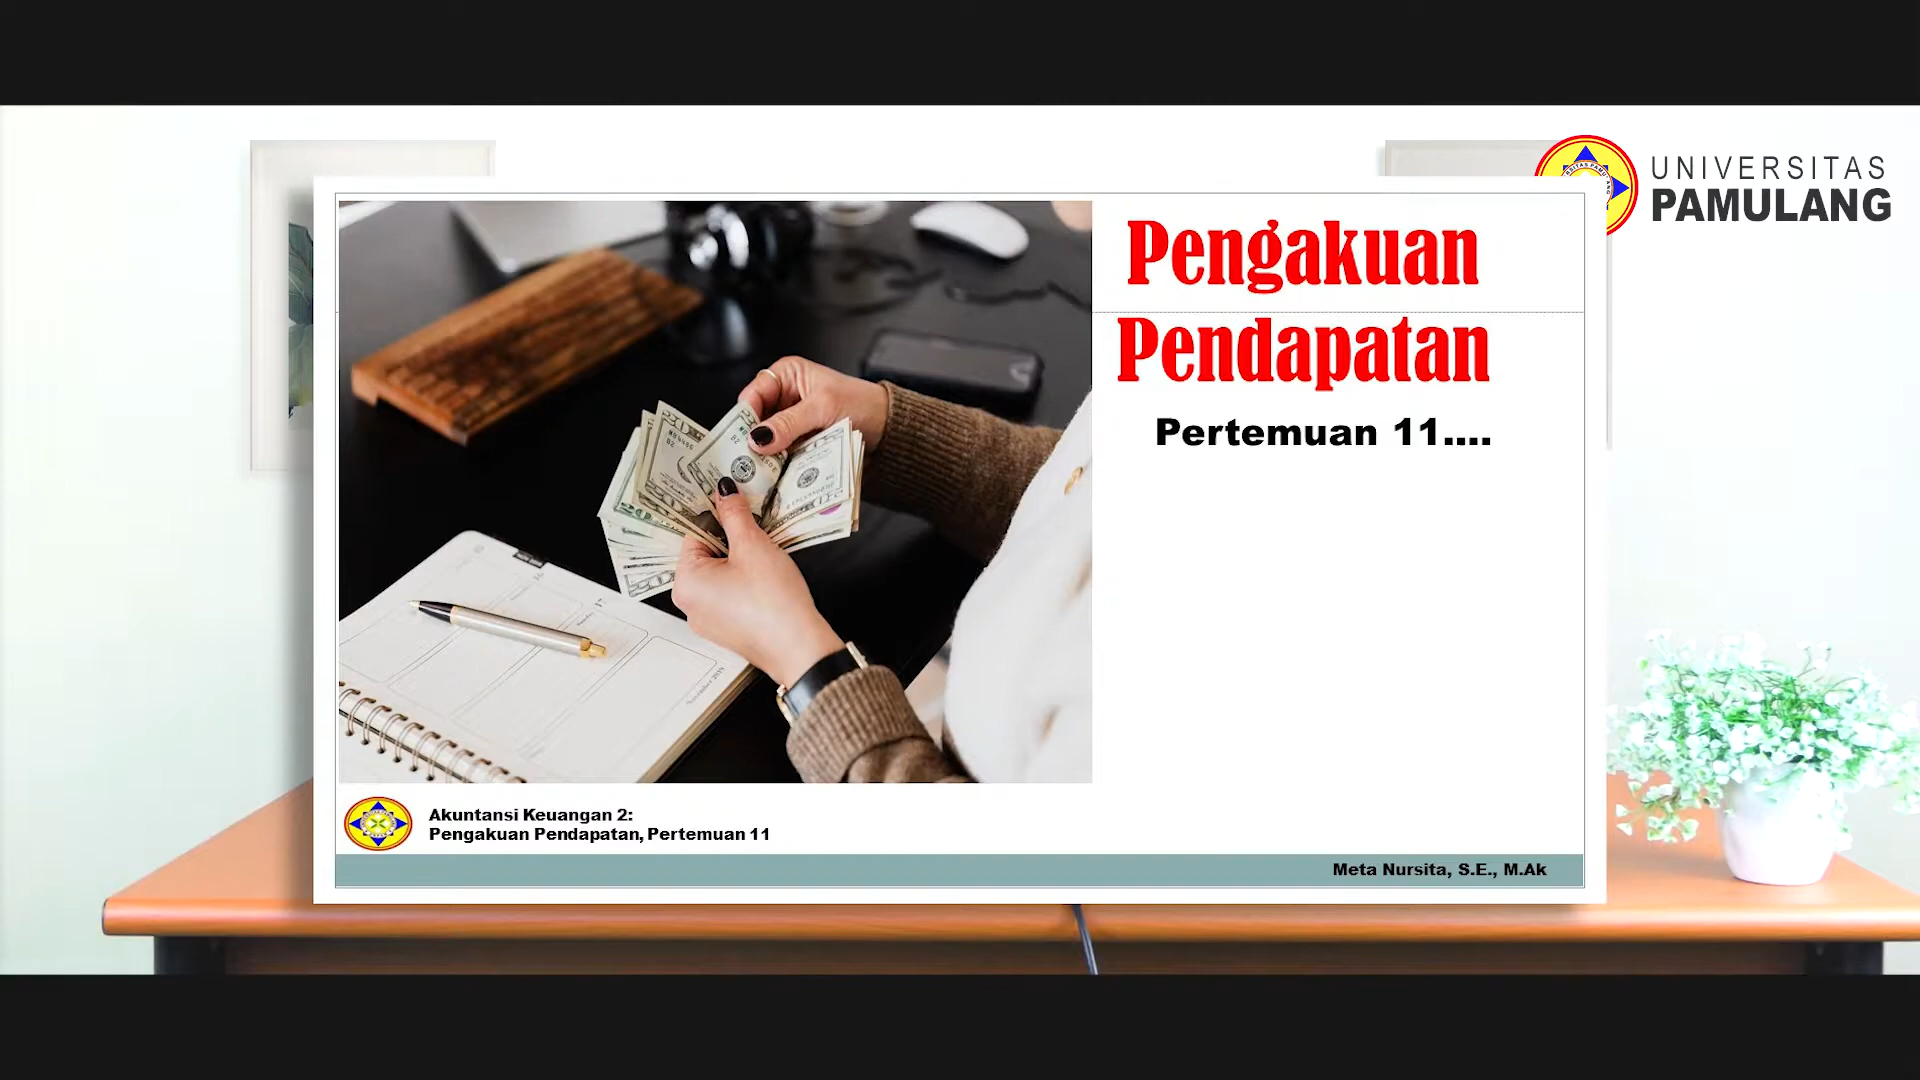 UNIVERSITAS
PAMULANG
Pengakuan
Pendapatan
Pertemuan 11....
Akuntansi Keuangan 2:
Pengakuan Pendapatan, Pertemuan 11
Meta Nursita, S.E., M.Ak